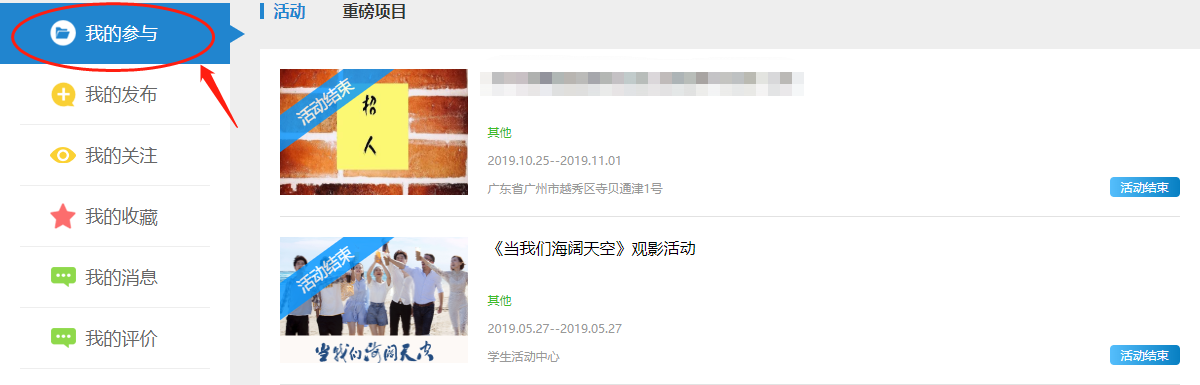 我的参与
我的发布
我的关注
我的收藏
我的消息
我的评价
活动 重磅项目
活动结束
招
人
其他
2019.10.25--2019.11.01
广东省广州市越秀区寺贝通津1号
活动结束
活动结束
当我们海阔天空
《当我们海阔天空》观影活动
其他
2019.05.27--2019.05.27
学生活动中心
活动结束